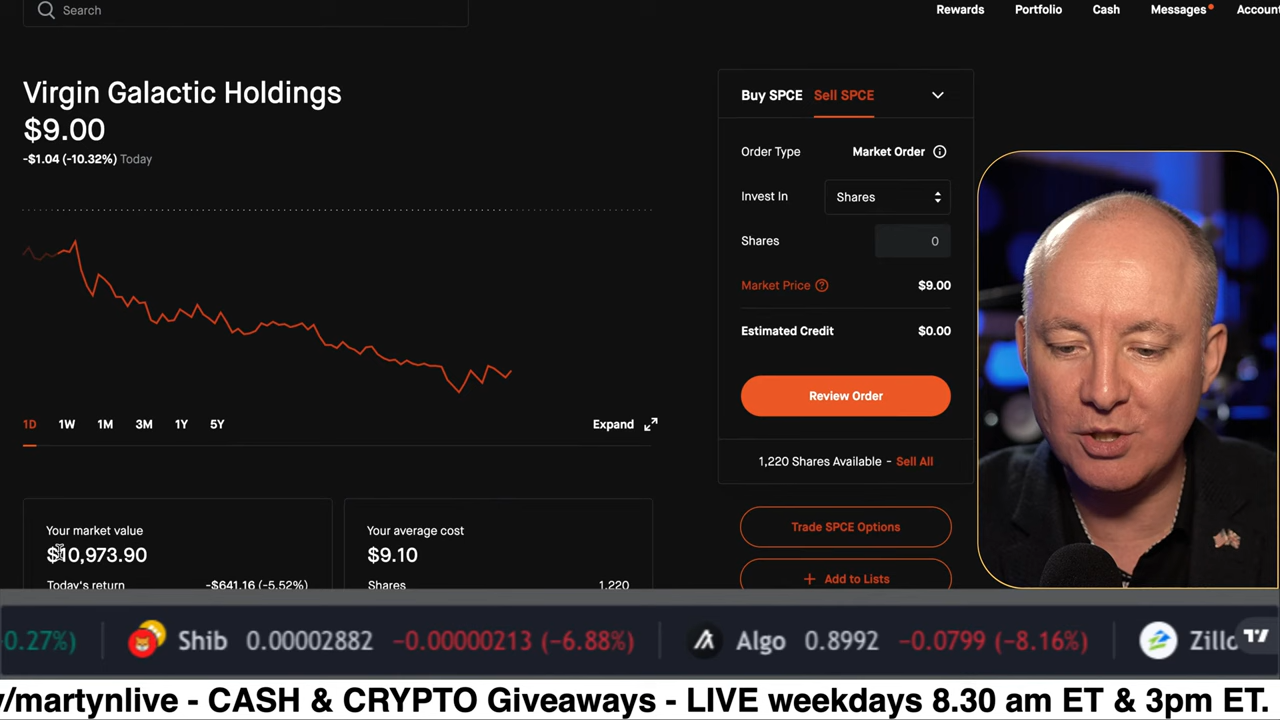 Search
Rewards Portfolio Cash Messages Accoun
Virgin Galactic Holdings
$9.00
-$1.04 (-10.32%) Today
1D 1W 1M 3M 1Y 5Y Expand
Your market value
$10,973.90
Today's return -$641.16 (-5.52%)
Your average cost
$9.10
Shares 1,220
Buy SPCE Sell SPCE
Order Type Market Order
Invest In Shares
Shares 0
Market Price ? $9.00
Estimated Credit $0.00
Review Order
1,220 Shares Available - Sell All
Trade SPCE Options
+ Add to Lists
0.27%) Shib 0.00002882 −0.00000213 (−6.88%) Algo 0.8992 −0.0799 (−8.16%) Zillo
/martynlive - CASH & CRYPTO Giveaways - LIVE weekdays 8.30 am ET & 3pm ET.